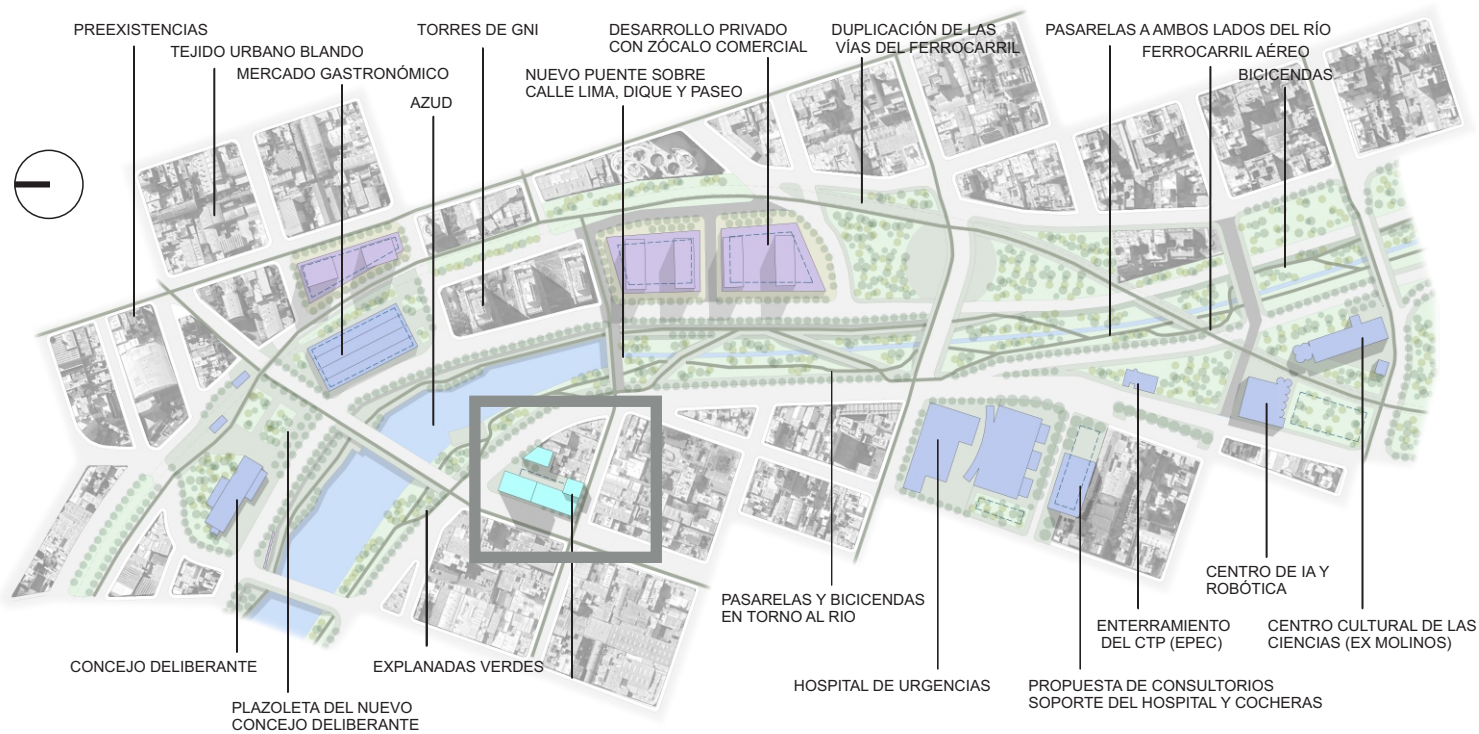 PREEXISTENCIAS
TEJIDO URBANO BLANDO
MERCADO GASTRONÓMICO
AZUD
TORRES DE GNI
NUEVO PUENTE SOBRE
CALLE LIMA, DIQUE Y PASEO
DESARROLLO PRIVADO
CON ZÓCALO COMERCIAL
DUPLICACIÓN DE LAS
VÍAS DEL FERROCARRIL
PASARELAS A AMBOS LADOS DEL RÍO
FERROCARRIL AÉREO
BICICENDAS
CONCEJO DELIBERANTE
PLAZOLETA DEL NUEVO
CONCEJO DELIBERANTE
EXPLANADAS VERDES
PASARELAS Y BICICENDAS
EN TORNO AL RIO
HOSPITAL DE URGENCIAS
PROPUESTA DE CONSULTORIOS
SOPORTE DEL HOSPITAL Y COCHERAS
ENTERRAMIENTO
DEL CTP (EPEC)
CENTRO DE IA Y
ROBÓTICA
CENTRO CULTURAL DE LAS
CIENCIAS (EX MOLINOS)